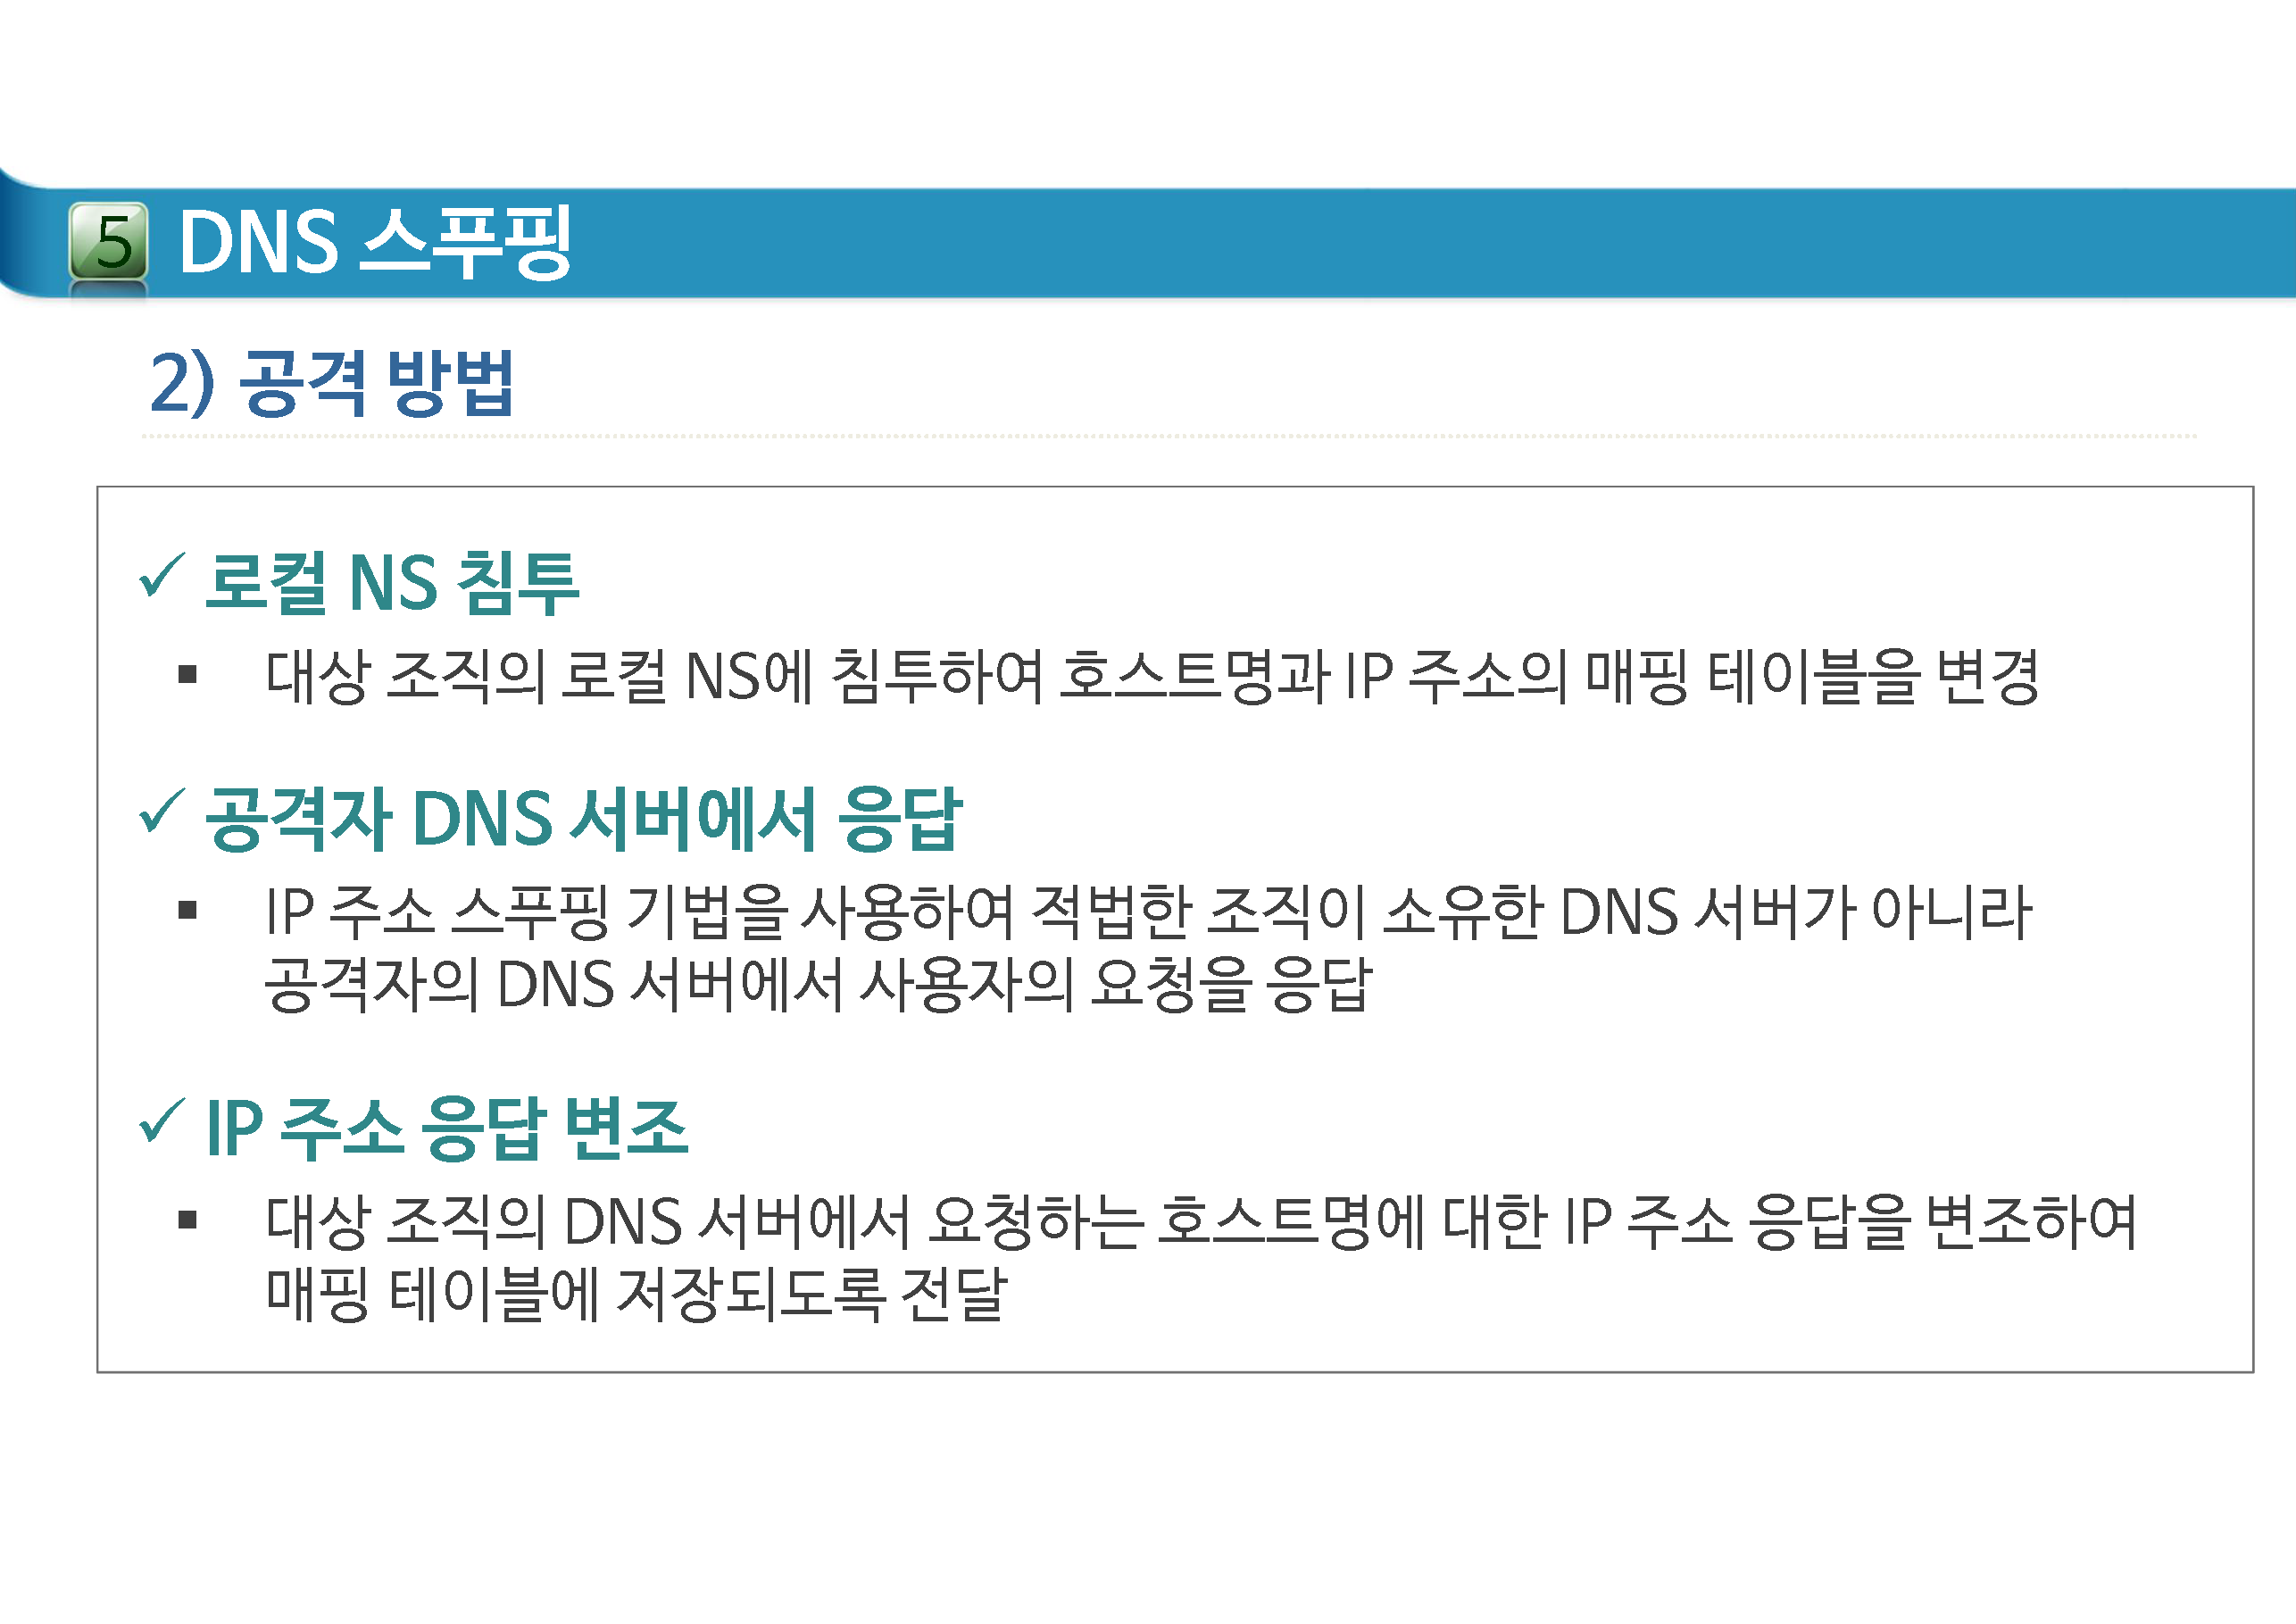 5 DNS 스푸핑
2) 공격 방법
✓ 로컬 NS 침투
▪ 대상 조직의 로컬 NS에 침투하여 호스트명과 IP 주소의 매핑 테이블을 변경
✓ 공격자 DNS 서버에서 응답
▪ IP 주소 스푸핑 기법을 사용하여 적법한 조직이 소유한 DNS 서버가 아니라
공격자의 DNS 서버에서 사용자의 요청을 응답
✓ IP 주소 응답 변조
▪ 대상 조직의 DNS 서버에서 요청하는 호스트명에 대한 IP 주소 응답을 변조하여
매핑 테이블에 저장되도록 전달